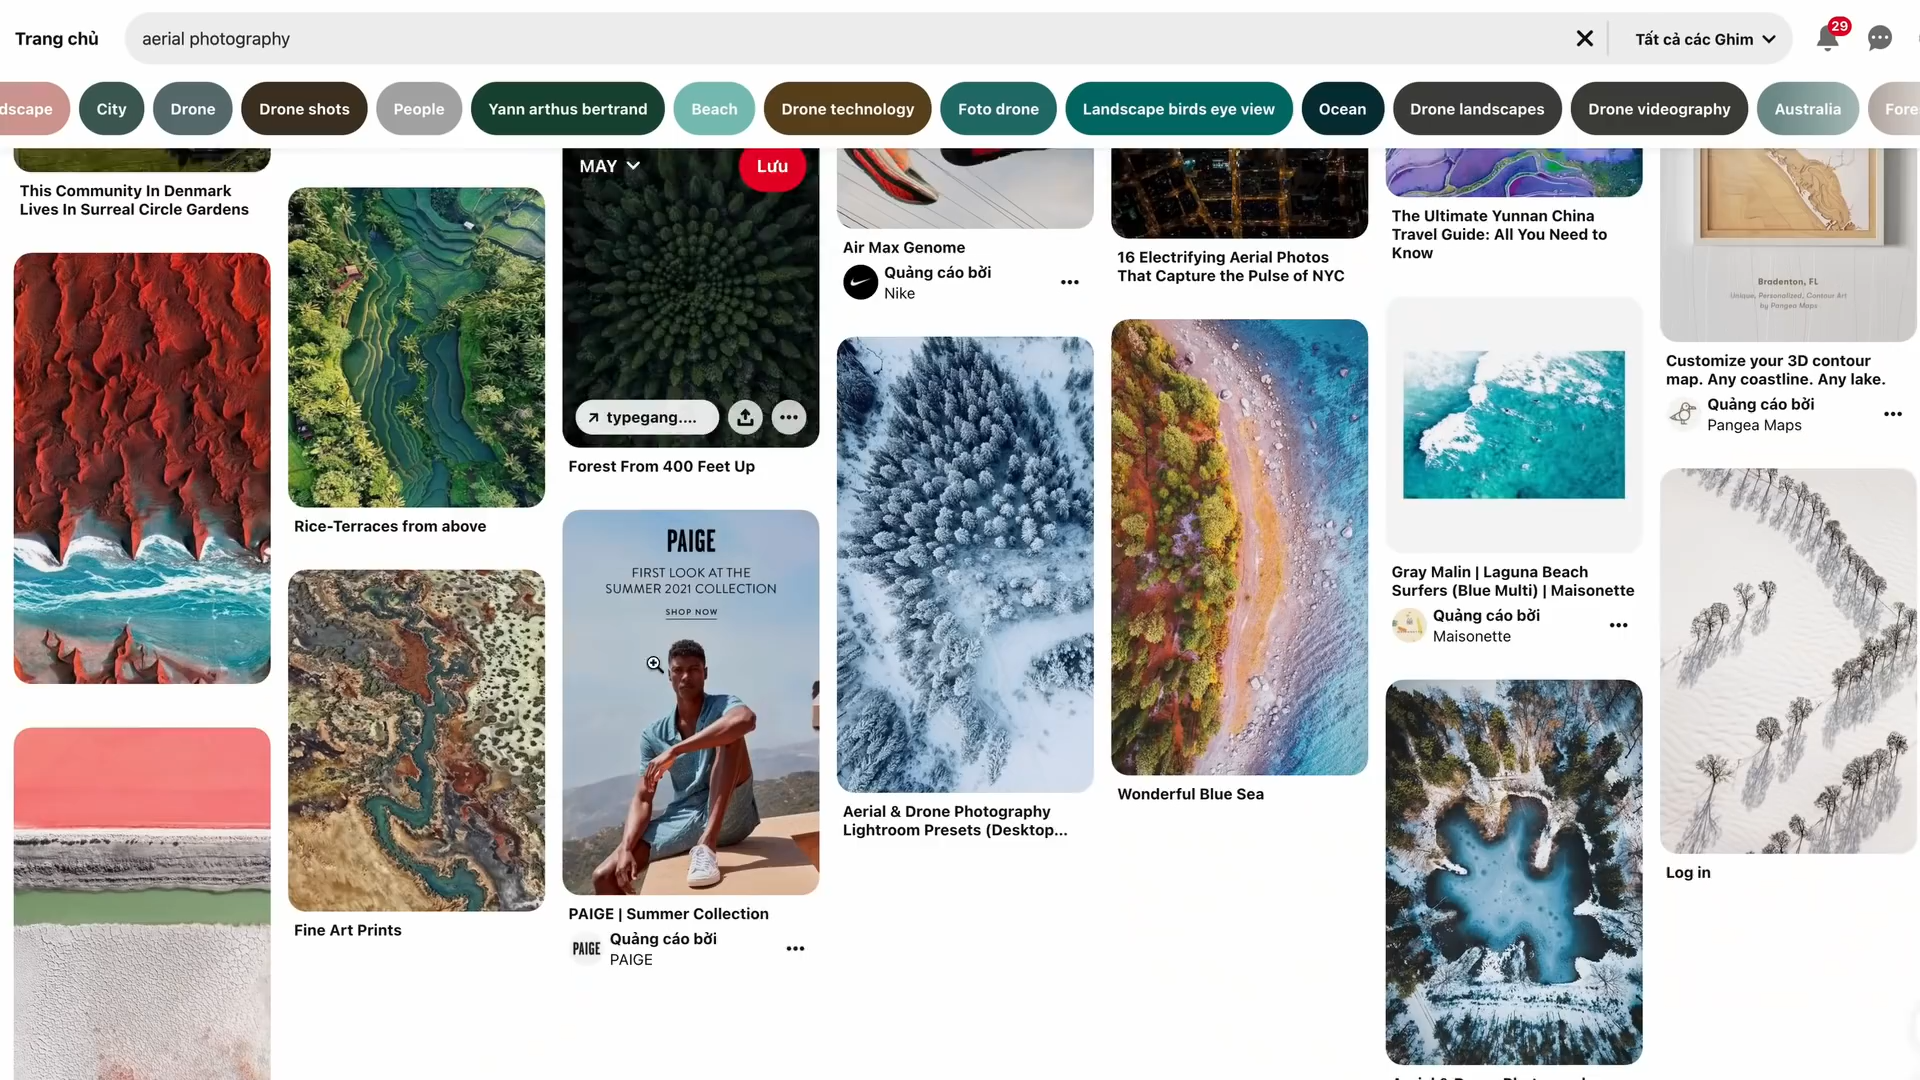 Trang chủ
aerial photography
Tất cả các Ghim
29
dscape
City
Drone
Drone shots
People
Yann arthus bertrand
Beach
Drone technology
Foto drone
Landscape birds eye view
Ocean
Drone landscapes
Drone videography
Australia
Fore
This Community In Denmark
Lives In Surreal Circle Gardens
Rice-Terraces from above
Fine Art Prints
MAY
Lưu
typegang....
Forest From 400 Feet Up
PAIGE
FIRST LOOK AT THE
SUMMER 2021 COLLECTION
SHOP NOW
PAIGE | Summer Collection
PAIGE
Quảng cáo bởi
PAIGE
Air Max Genome
Quảng cáo bởi
Nike
Aerial & Drone Photography
Lightroom Presets (Desktop...
16 Electrifying Aerial Photos
That Capture the Pulse of NYC
Wonderful Blue Sea
The Ultimate Yunnan China
Travel Guide: All You Need to
Know
Gray Malin | Laguna Beach
Surfers (Blue Multi) | Maisonette
Quảng cáo bởi
Maisonette
Bradenton, FL
Unique, Personalized, Contour Art
by Pangea Maps
Customize your 3D contour
map. Any coastline. Any lake.
Quảng cáo bởi
Pangea Maps
Log in